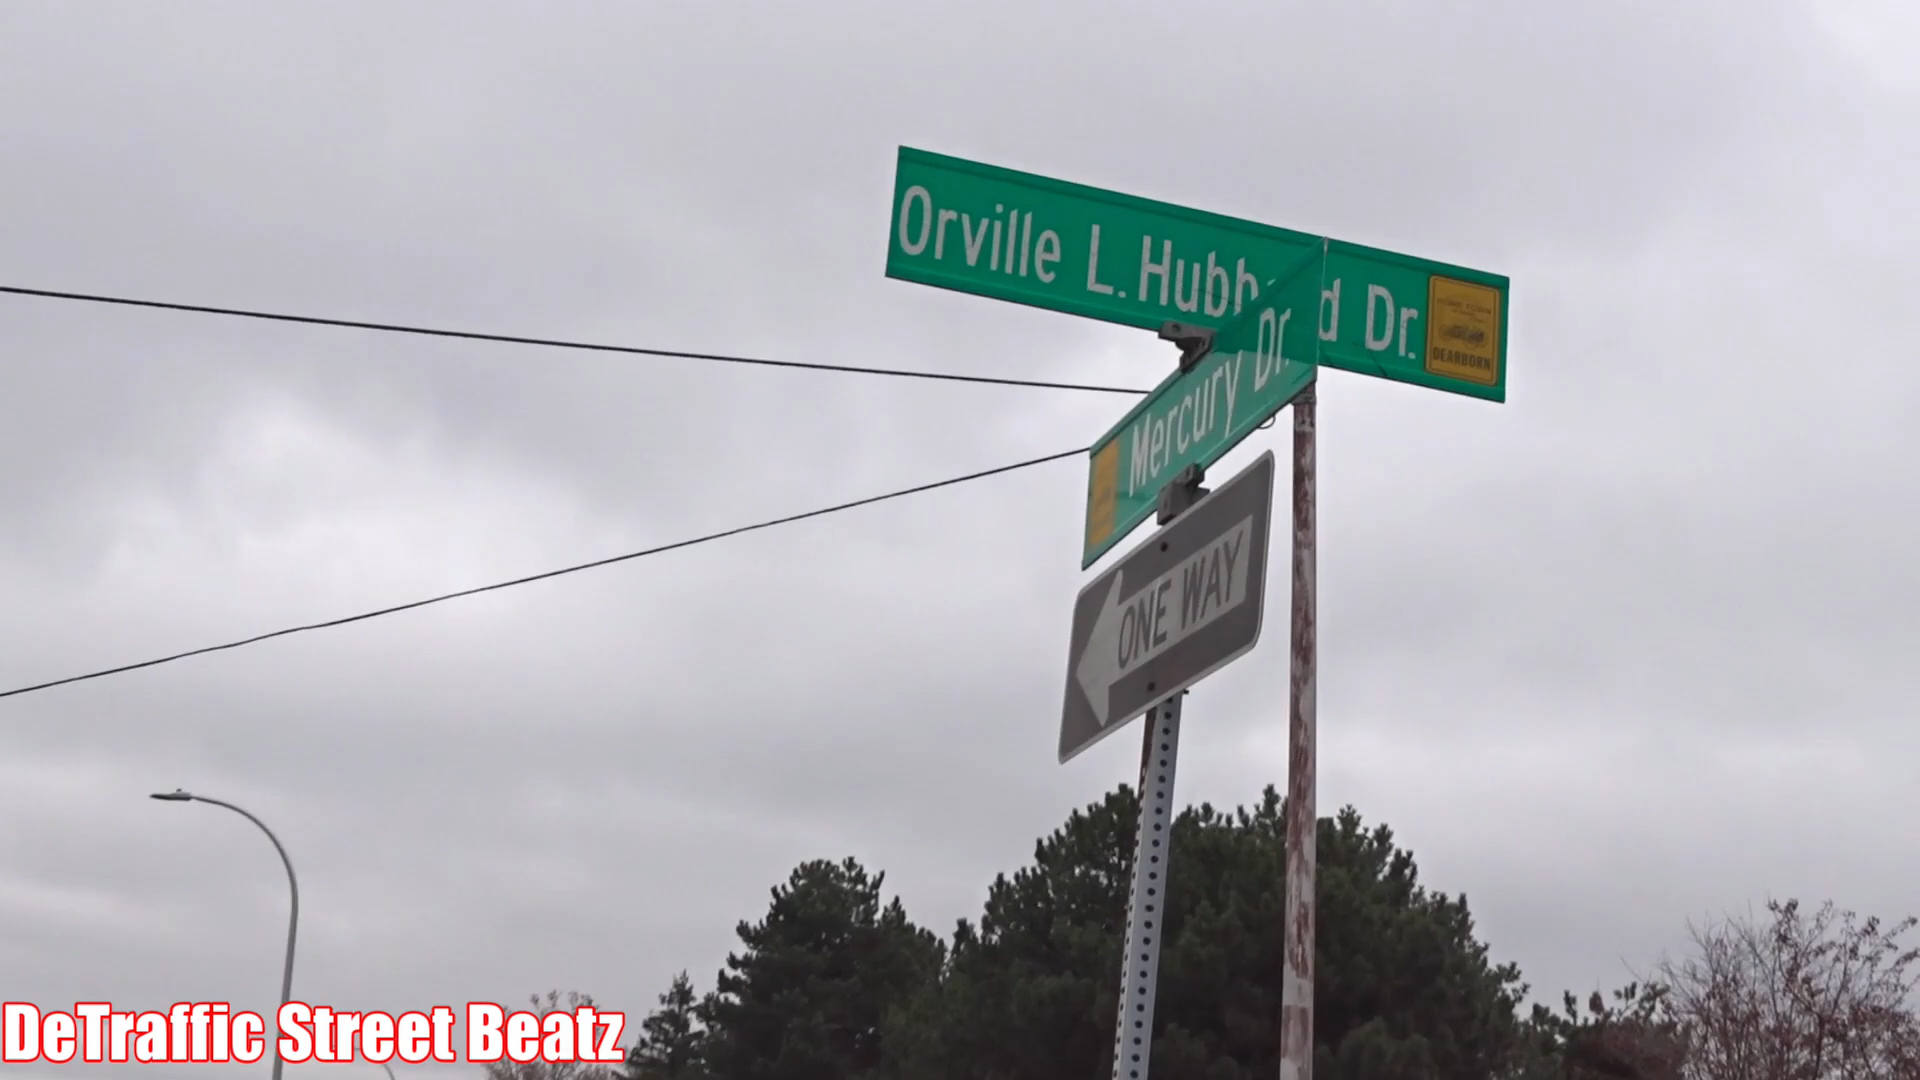 Orville L. Hubb d Dr.
DEARBORN
Mercury Dr.
ONE WAY
DeTraffic Street Beatz